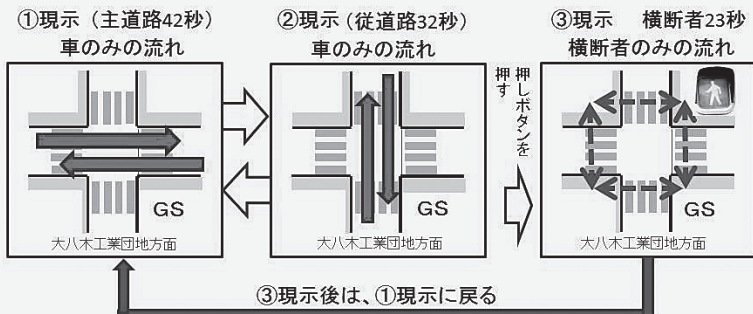 ①現示（主道路42秒）
車のみの流れ
②現示（従道路32秒）
車のみの流れ
③現示　横断者23秒
横断者のみの流れ
押しボタンを
押す
GS
大八木工業団地方面
GS
大八木工業団地方面
GS
大八木工業団地方面
③現示後は、①現示に戻る